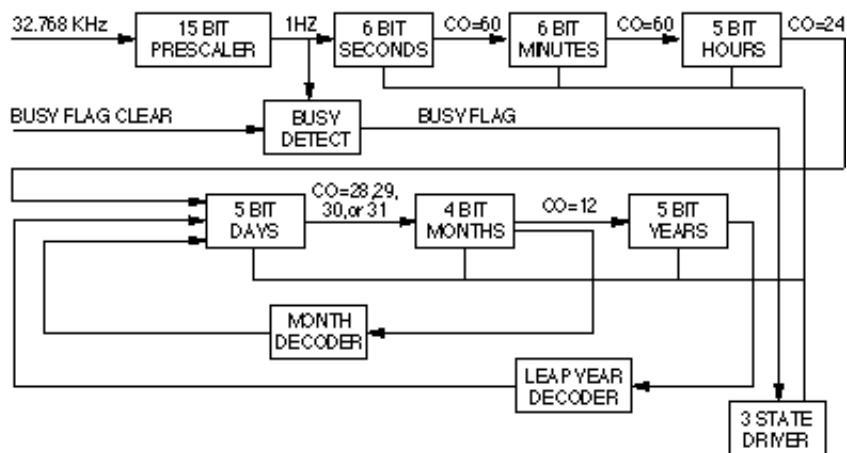 32.768 KHz
15 BIT
PRESCALER
1HZ
6 BIT
SECONDS
CO=60
6 BIT
MINUTES
CO=60
5 BIT
HOURS
CO=24
BUSY FLAG CLEAR
BUSY
DETECT
BUSY FLAG
5 BIT
DAYS
CO=28,29,
30,or 31
4 BIT
MONTHS
CO=12
5 BIT
YEARS
MONTH
DECODER
LEAP YEAR
DECODER
3 STATE
DRIVER